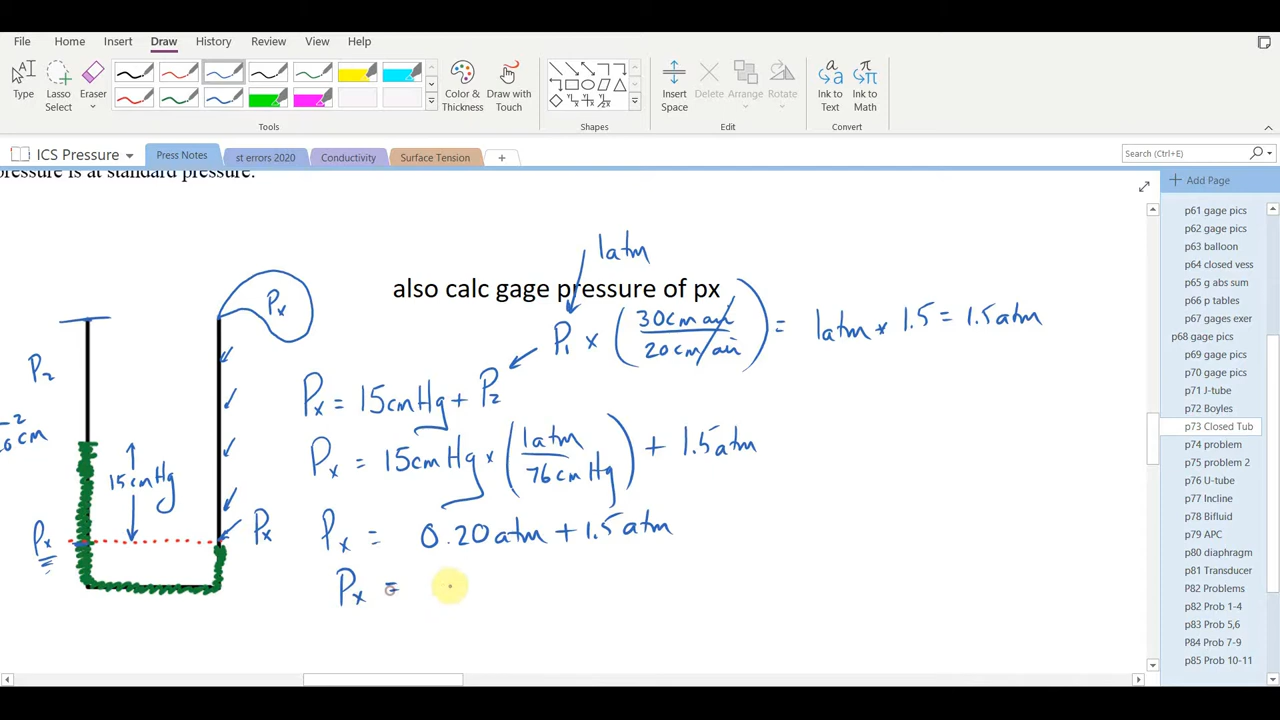 File Home Insert Draw History Review View Help
Type Lasso Select Eraser Color & Thickness Draw with Touch Insert Space Delete Arrange Rotate Ink to Text Ink to Math
Tools Shapes Edit Convert
ICS Pressure Press Notes st errors 2020 Conductivity Surface Tension + Search (Ctrl+E)
pressure is at standard pressure.
1atm
also calc gage pressure of px
P₁ × (30cm air / 20cm air) = 1atm * 1.5 = 1.5atm
Px = 15cmHg + P₂
Px = 15cmHg × (1atm / 76cmHg) + 1.5atm
Px = 0.20atm + 1.5atm
Px =
Px
P₂
15cmHg
Px
Px
+ Add Page
p61 gage pics
p62 gage pics
p63 balloon
p64 closed vess
p65 g abs sum
p66 p tables
p67 gages exer
p68 gage pics
p69 gage pics
p70 gage pics
p71 J-tube
p72 Boyles
p73 Closed Tub
p74 problem
p75 problem 2
p76 U-tube
p77 Incline
p78 Bifluid
p79 APC
p80 diaphragm
p81 Transducer
P82 Problems
p82 Prob 1-4
p83 Prob 5,6
P84 Prob 7-9
p85 Prob 10-11